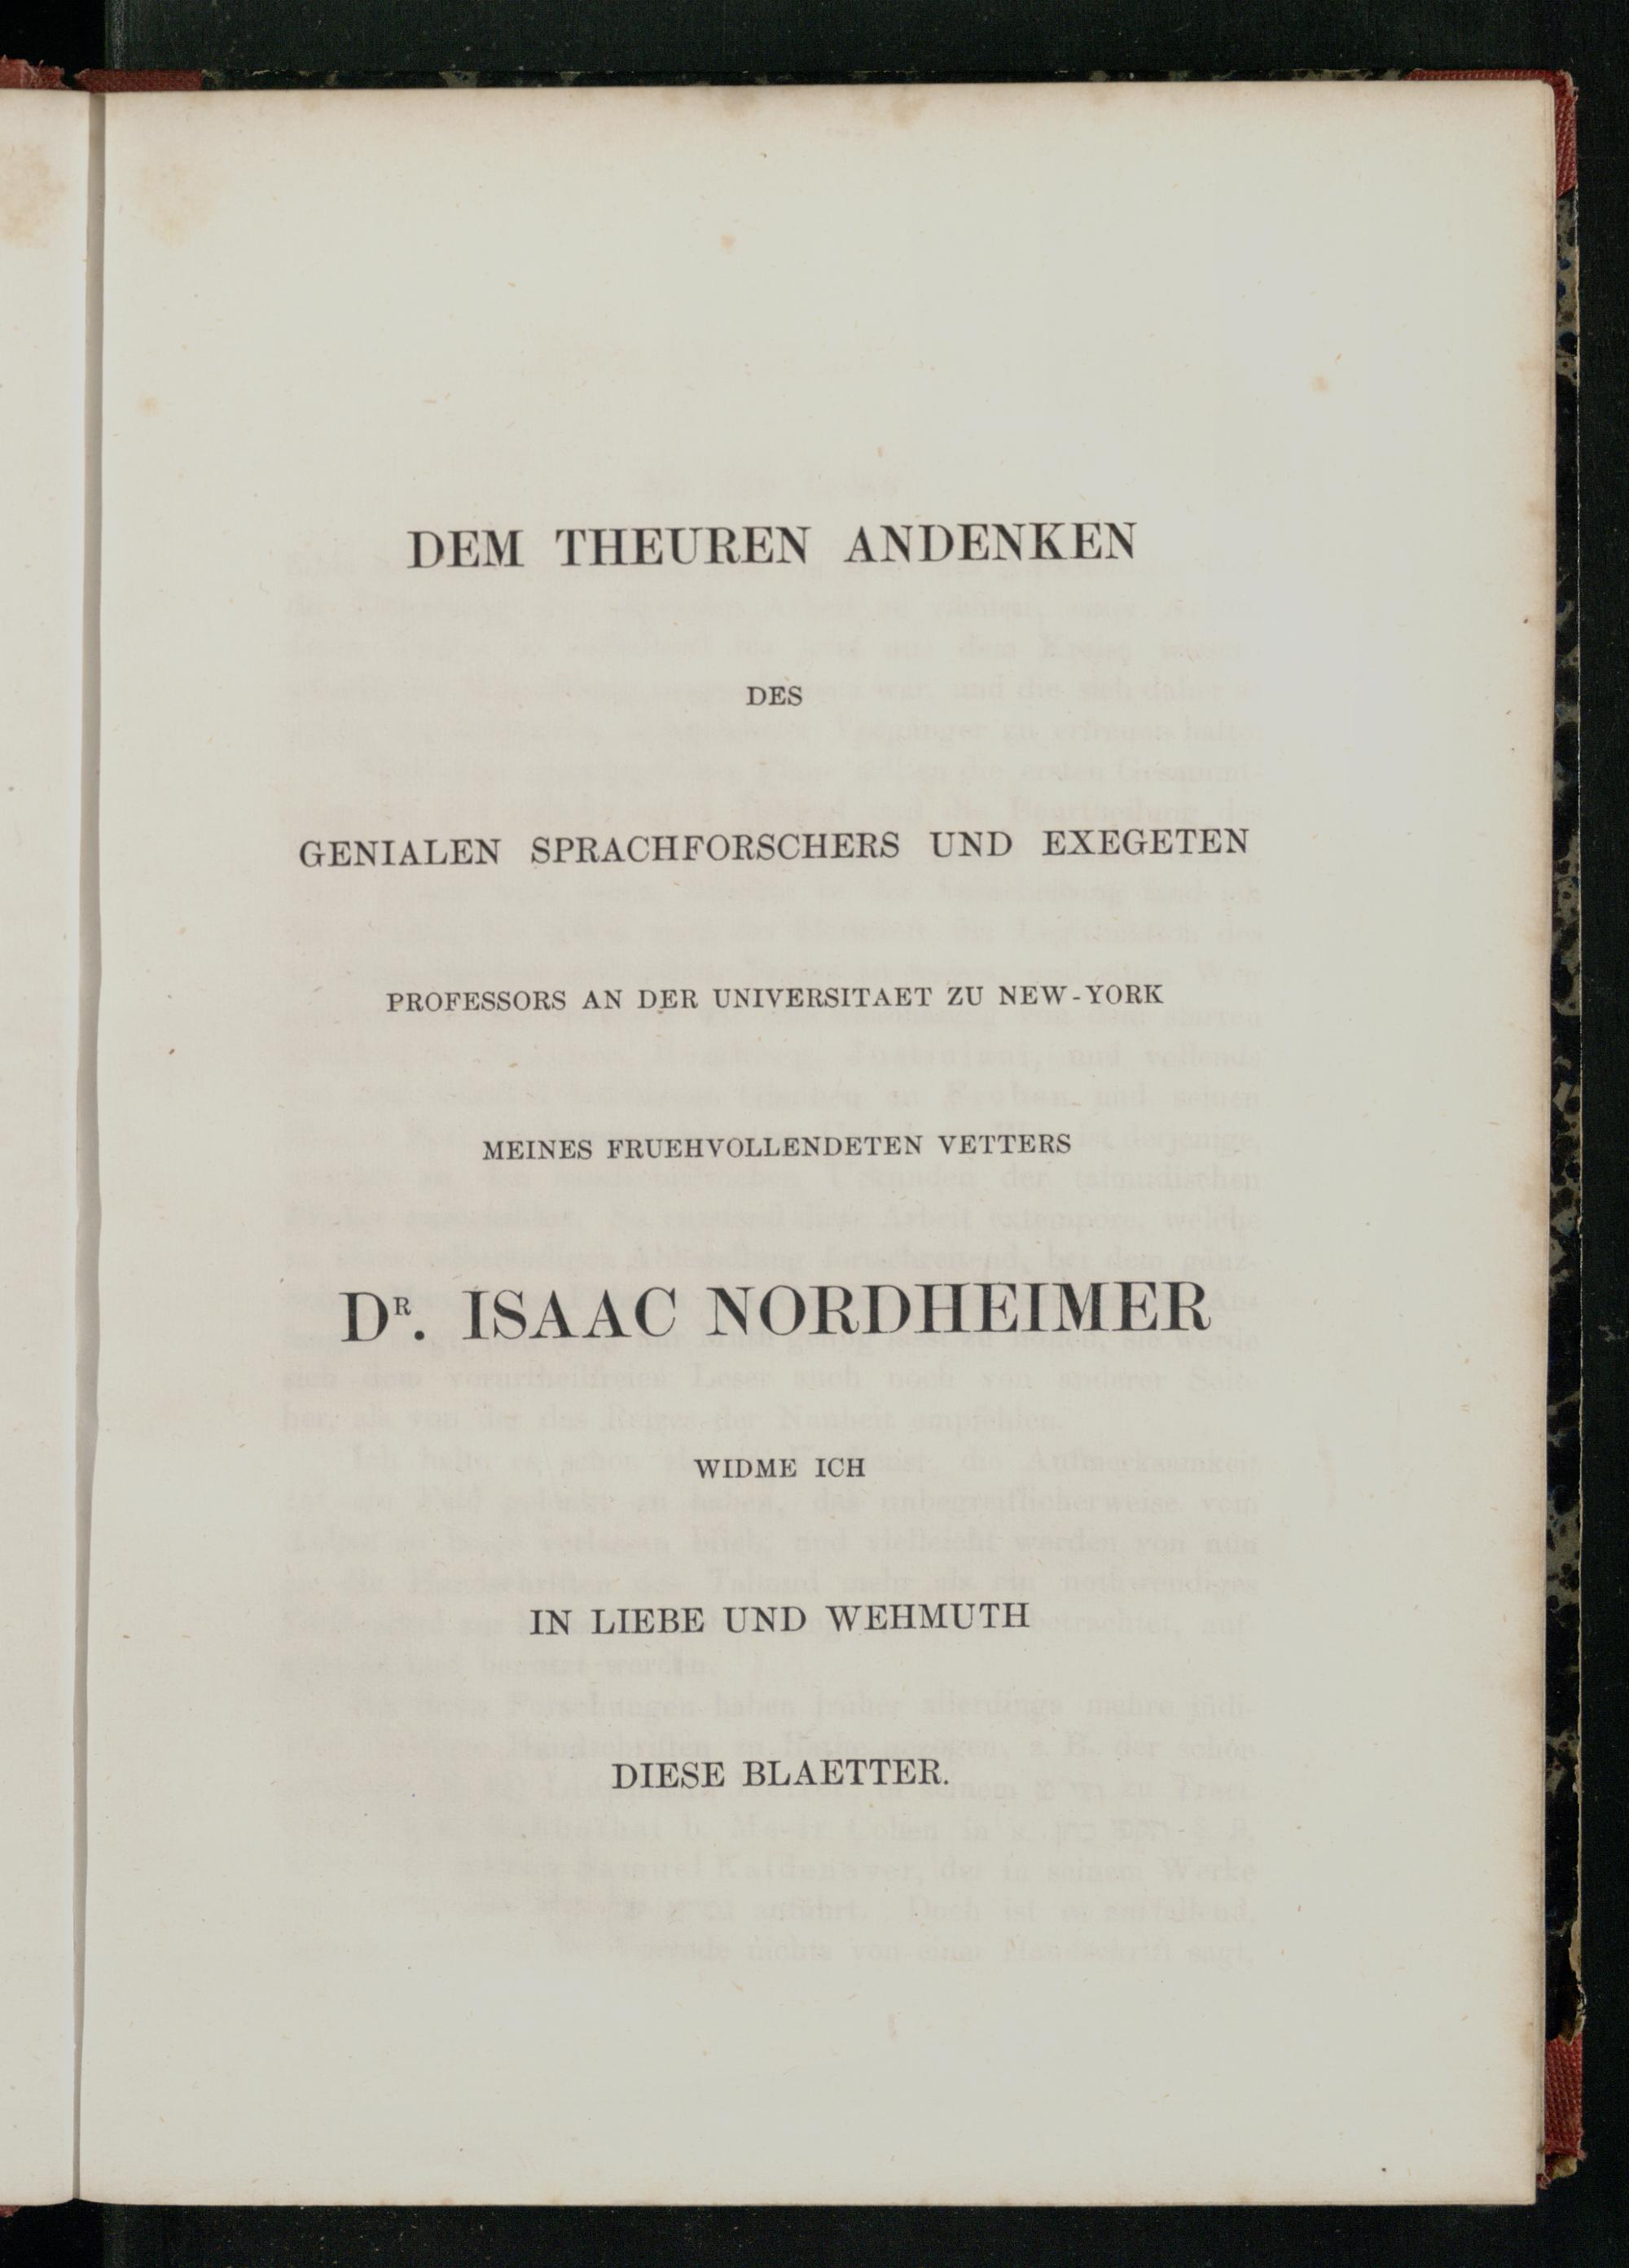 DEM THEUREN ANDENKEN
DES
GENIALEN SPRACHFORSCHERS UND EXEGETEN
PROFESSORS AN DER UNIVERSITAET ZU NEW-YORK
MEINES FRUEHVOLLENDETEN VETTERS
DR. ISAAC NORDHEIMER
WIDME ICH
IN LIEBE UND WEHMUTH
DIESE BLAETTER.